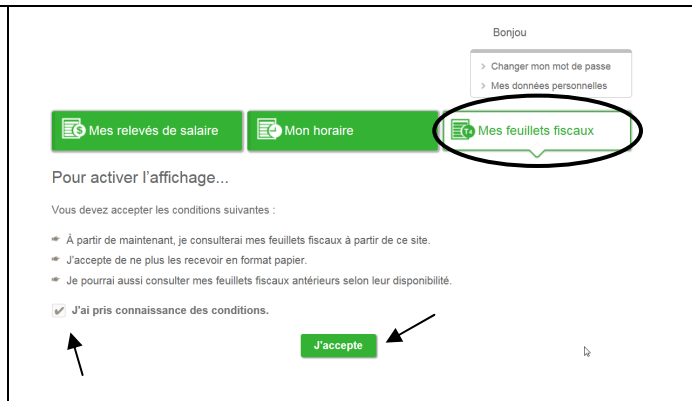 Bonjou
> Changer mon mot de passe
> Mes données personnelles
Mes relevés de salaire
Mon horaire
T4 Mes feuillets fiscaux
Pour activer l'affichage...
Vous devez accepter les conditions suivantes :
À partir de maintenant, je consulterai mes feuillets fiscaux à partir de ce site.
J'accepte de ne plus les recevoir en format papier.
Je pourrai aussi consulter mes feuillets fiscaux antérieurs selon leur disponibilité.
J'ai pris connaissance des conditions.
J'accepte